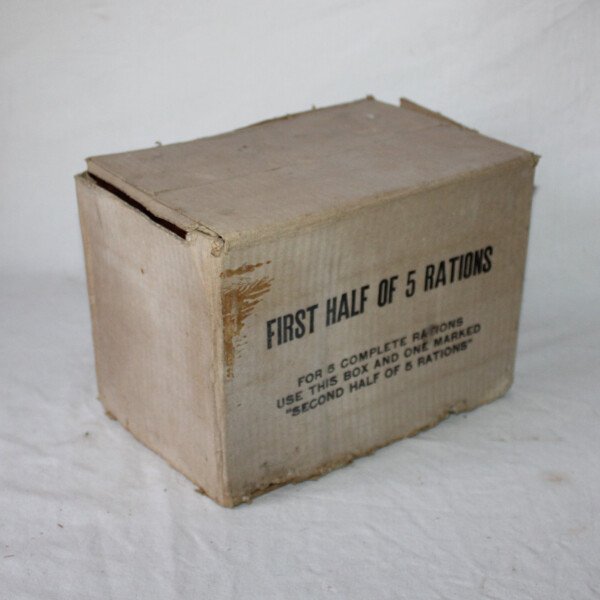 FIRST HALF OF 5 RATIONS
FOR 5 COMPLETE RATIONS
USE THIS BOX AND ONE MARKED
"SECOND HALF OF 5 RATIONS"